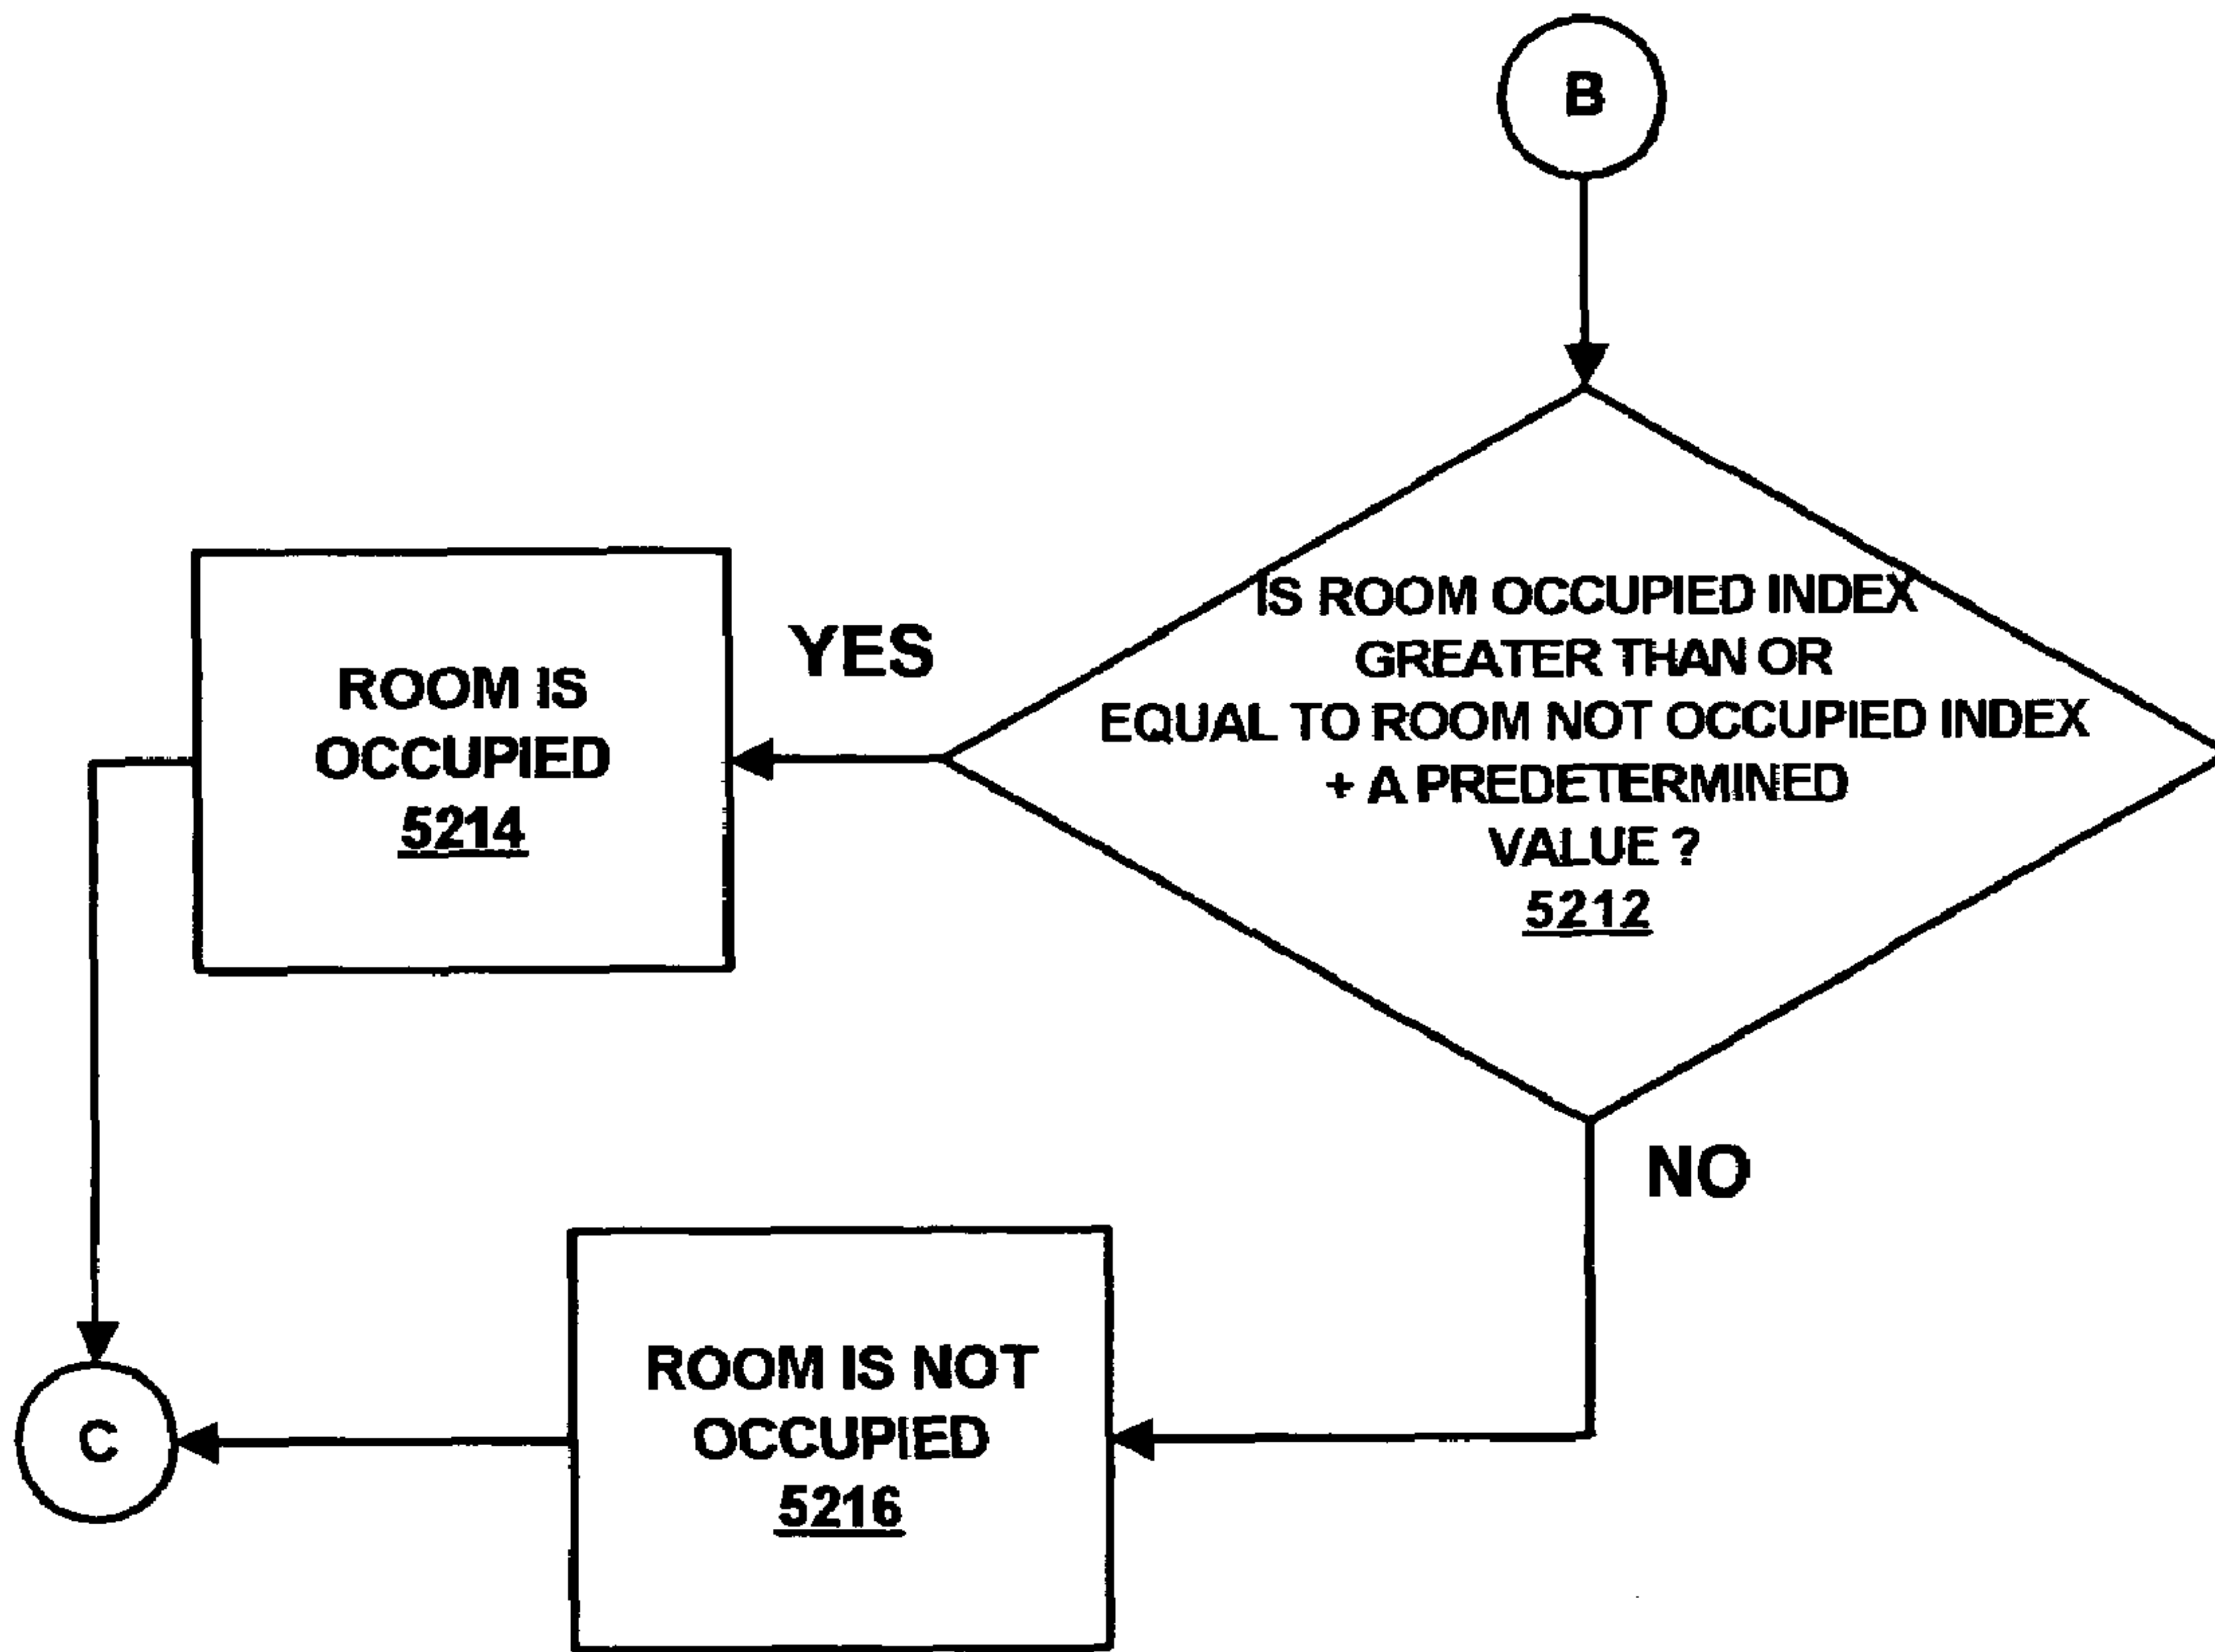 B
IS ROOM OCCUPIED INDEX
GREATER THAN OR
EQUAL TO ROOM NOT OCCUPIED INDEX
+ A PREDETERMINED
VALUE ?
5212
YES
ROOM IS
OCCUPIED
5214
NO
ROOM IS NOT
OCCUPIED
5216
C